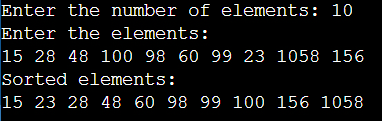 Enter the number of elements: 10
Enter the elements:
15 28 48 100 98 60 99 23 1058 156
Sorted elements:
15 23 28 48 60 98 99 100 156 1058